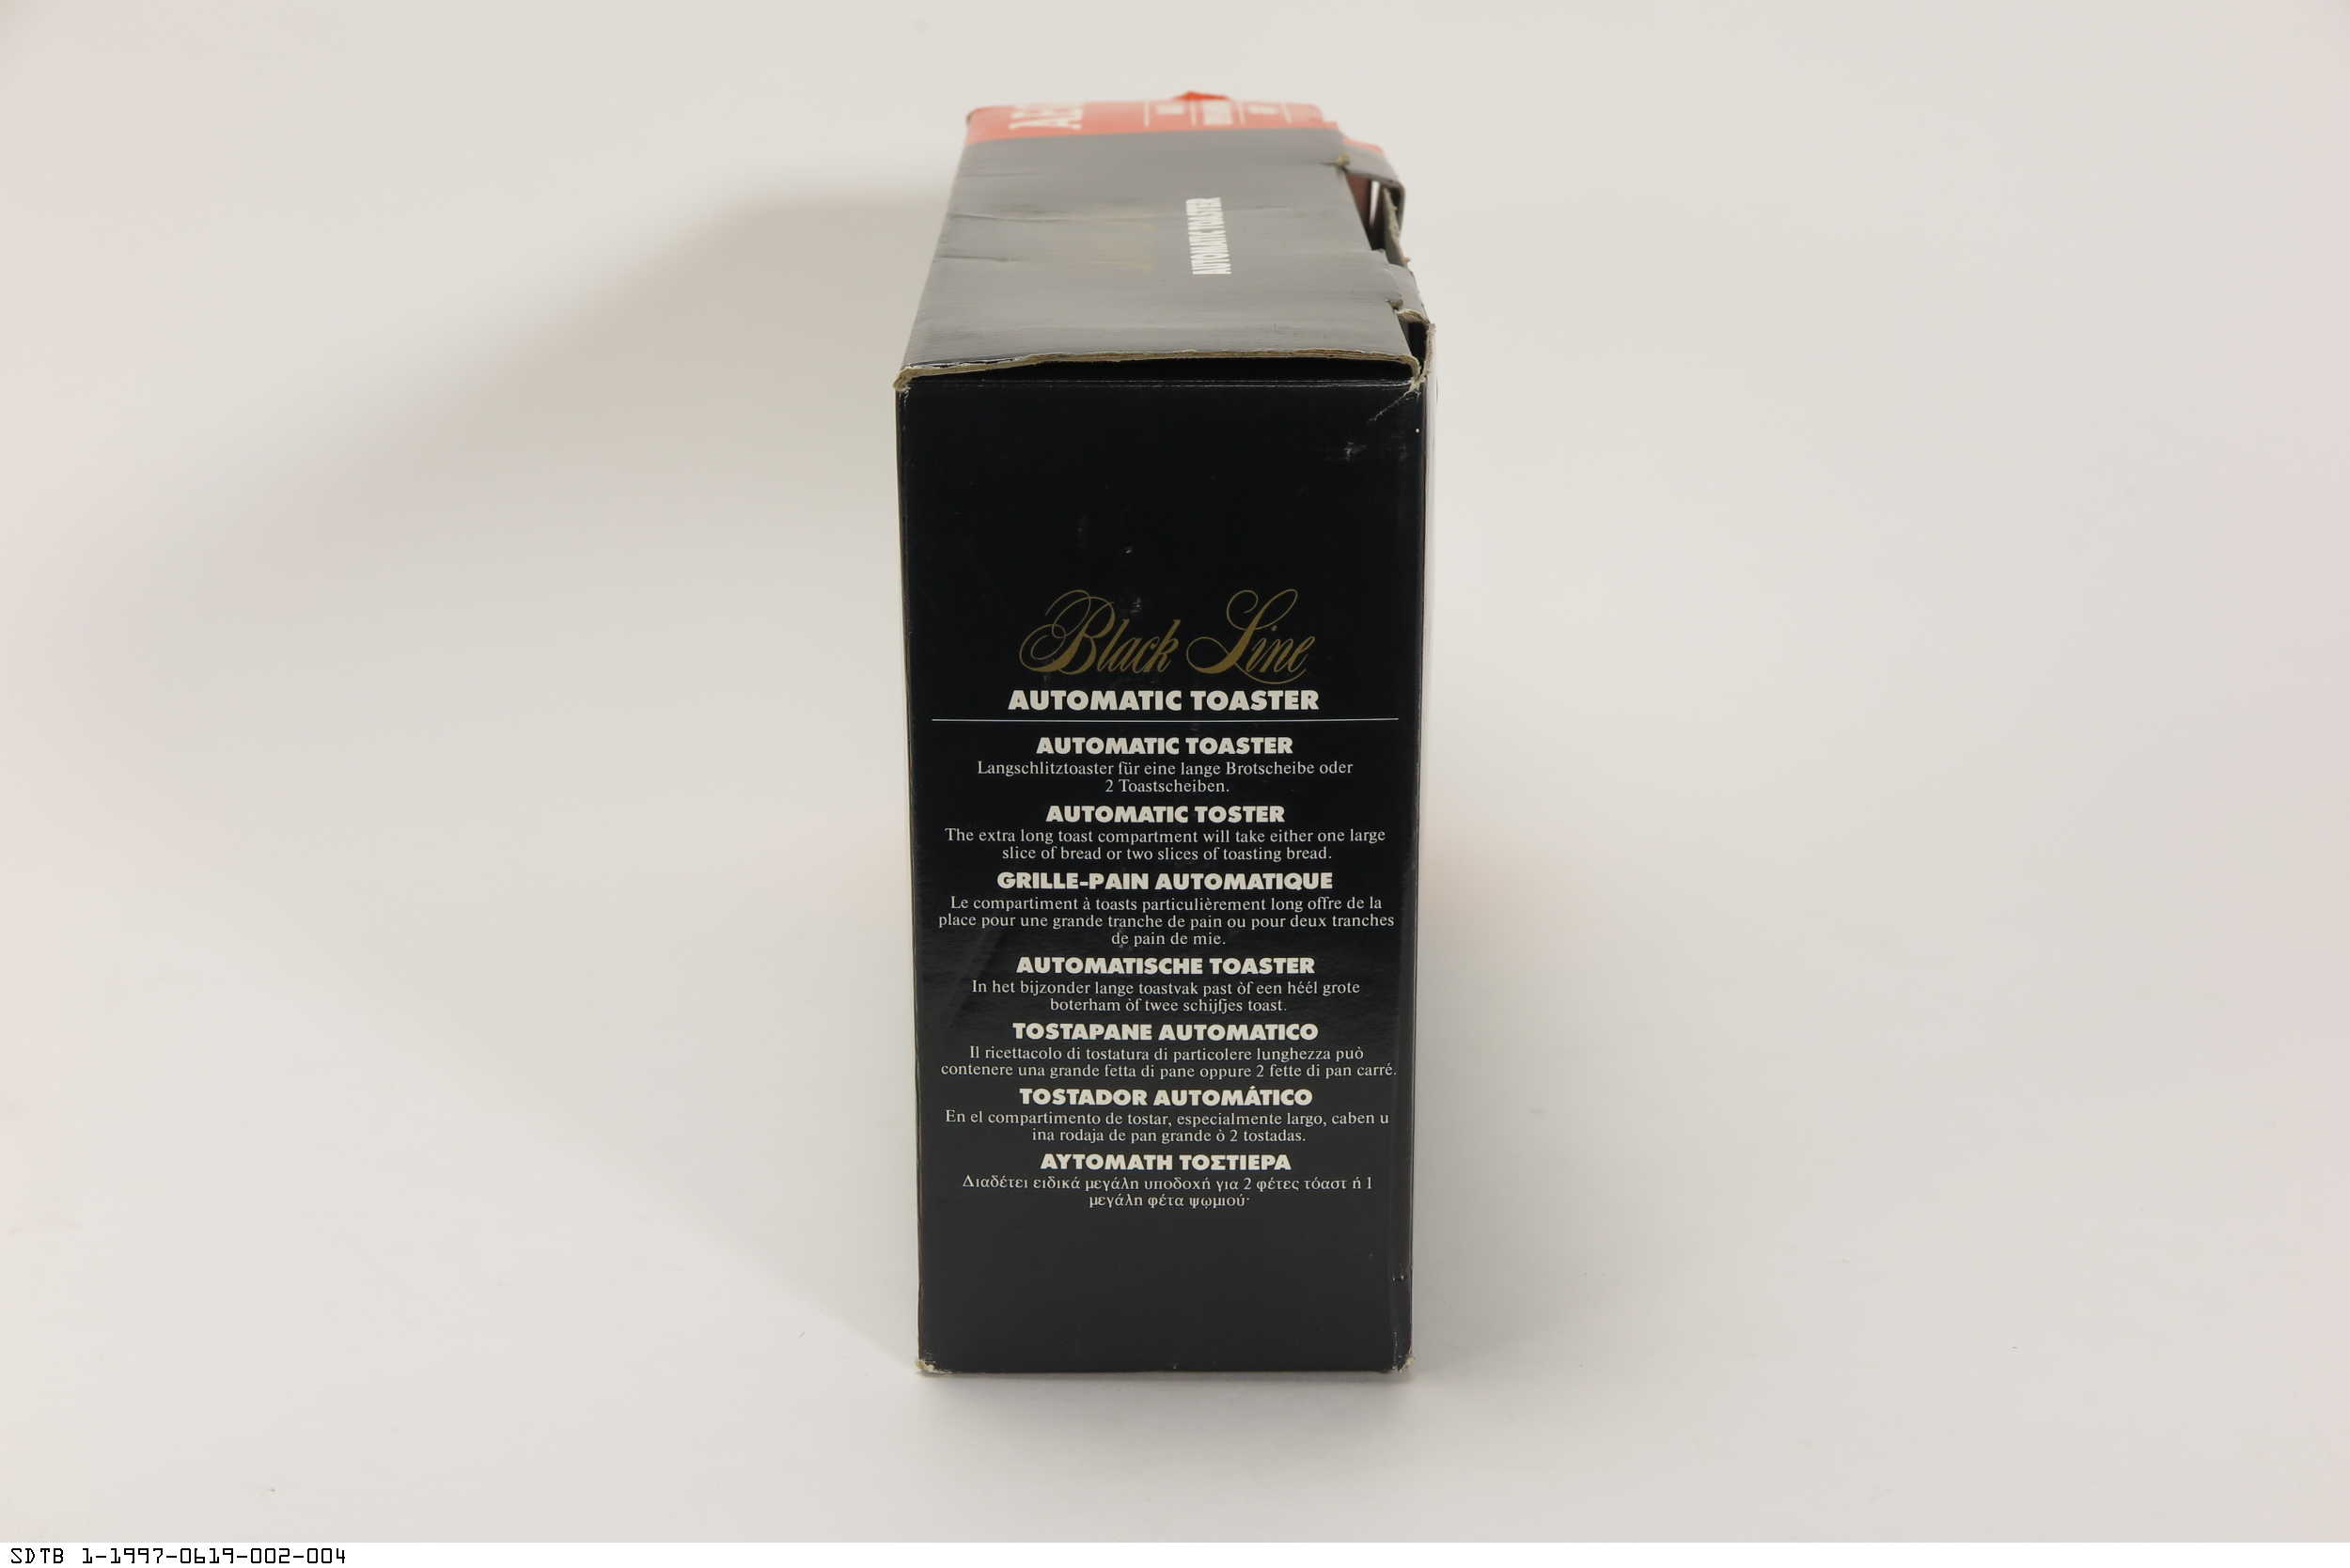 AUTOMATIC TOASTER
Black Line
AUTOMATIC TOASTER
AUTOMATIC TOASTER
Langschlitztoaster für eine lange Brotscheibe oder
2 Toastscheiben.
AUTOMATIC TOSTER
The extra long toast compartment will take either one large
slice of bread or two slices of toasting bread.
GRILLE-PAIN AUTOMATIQUE
Le compartiment à toasts particulièrement long offre de la
place pour une grande tranche de pain ou pour deux tranches
de pain de mie.
AUTOMATISCHE TOASTER
In het bijzonder lange toastvak past òf een héél grote
boterham òf twee schijfjes toast.
TOSTAPANE AUTOMATICO
Il ricettacolo di tostatura di particolere lunghezza può
contenere una grande fetta di pane oppure 2 fette di pan carré.
TOSTADOR AUTOMÁTICO
En el compartimento de tostar, especialmente largo, caben u
ina rodaja de pan grande ò 2 tostadas.
ΑΥΤΟΜΑΤΗ ΤΟΣΤΙΕΡΑ
Διαδέτει ειδικά μεγάλη υποδοχή για 2 φέτες τόαστ ή 1
μεγάλη φέτα ψωμιού·
SDTB 1-1997-0619-002-004